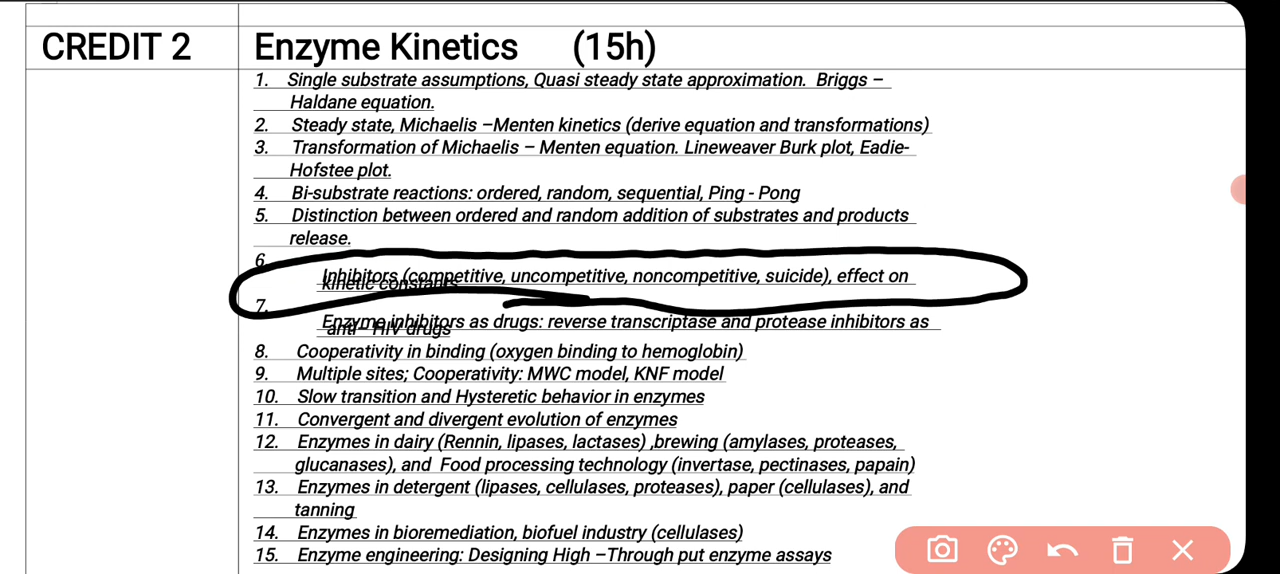 CREDIT 2
Enzyme Kinetics (15h)
1. Single substrate assumptions, Quasi steady state approximation. Briggs –
Haldane equation.
2. Steady state, Michaelis –Menten kinetics (derive equation and transformations)
3. Transformation of Michaelis – Menten equation. Lineweaver Burk plot, Eadie-
Hofstee plot.
4. Bi-substrate reactions: ordered, random, sequential, Ping - Pong
5. Distinction between ordered and random addition of substrates and products
release.
6.
Inhibitors (competitive, uncompetitive, noncompetitive, suicide), effect on
kinetic constants
7.
Enzyme inhibitors as drugs: reverse transcriptase and protease inhibitors as
anti– HIV drugs
8. Cooperativity in binding (oxygen binding to hemoglobin)
9. Multiple sites; Cooperativity: MWC model, KNF model
10. Slow transition and Hysteretic behavior in enzymes
11. Convergent and divergent evolution of enzymes
12. Enzymes in dairy (Rennin, lipases, lactases) ,brewing (amylases, proteases,
glucanases), and Food processing technology (invertase, pectinases, papain)
13. Enzymes in detergent (lipases, cellulases, proteases), paper (cellulases), and
tanning
14. Enzymes in bioremediation, biofuel industry (cellulases)
15. Enzyme engineering: Designing High –Through put enzyme assays